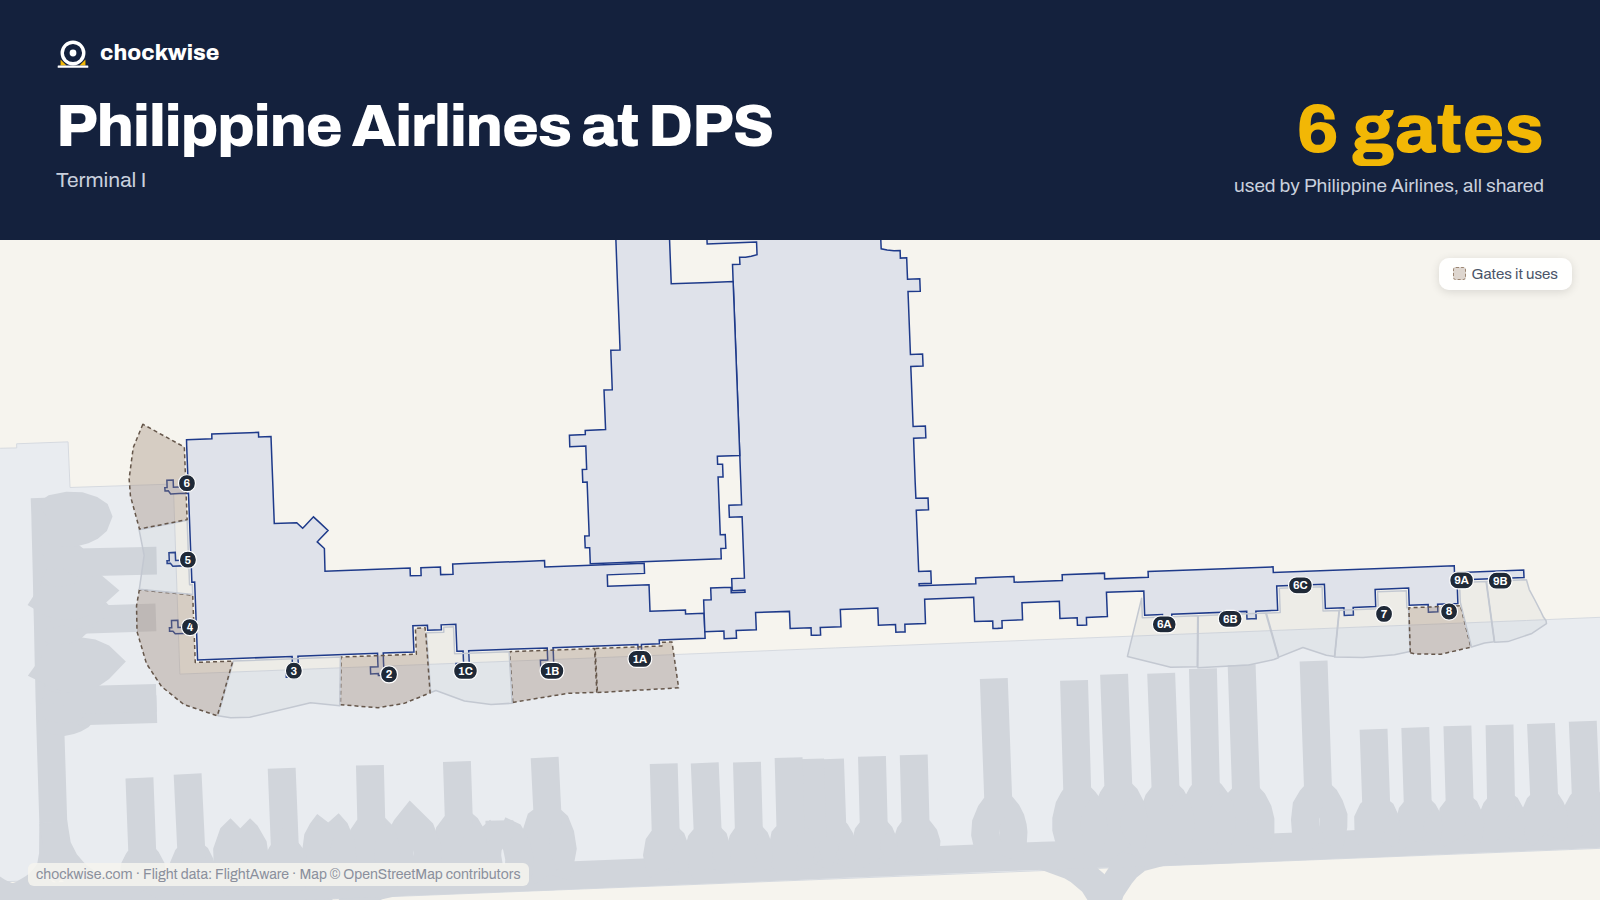 chockwise
Philippine Airlines at DPS
Terminal I
6 gates
used by Philippine Airlines, all shared
Gates it uses
6
5
4
3
2
1C
1B
1A
6A
6B
6C
7
8
9A
9B
chockwise.com · Flight data: FlightAware · Map © OpenStreetMap contributors